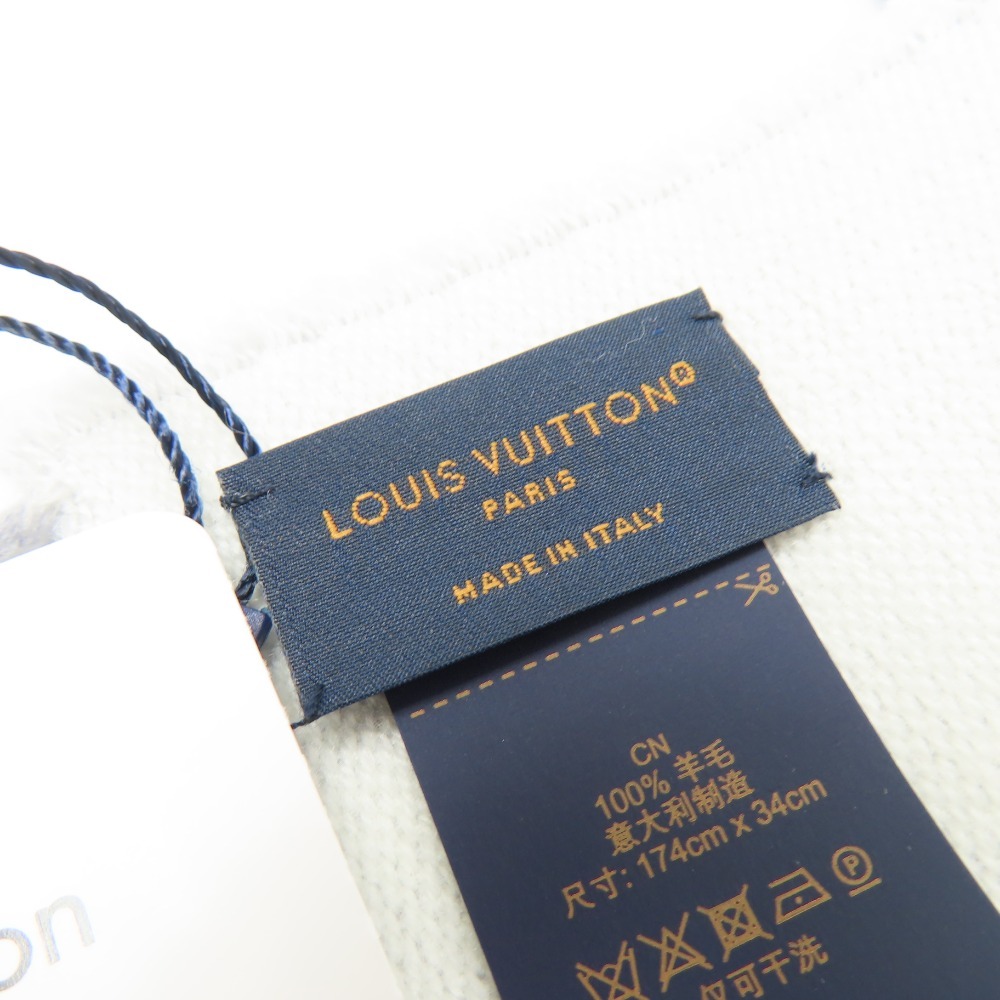 LOUIS VUITTON®
PARIS
MADE IN ITALY
CN
100% 羊毛
意大利制造
尺寸: 174cm x 34cm
P
仅可干洗
on